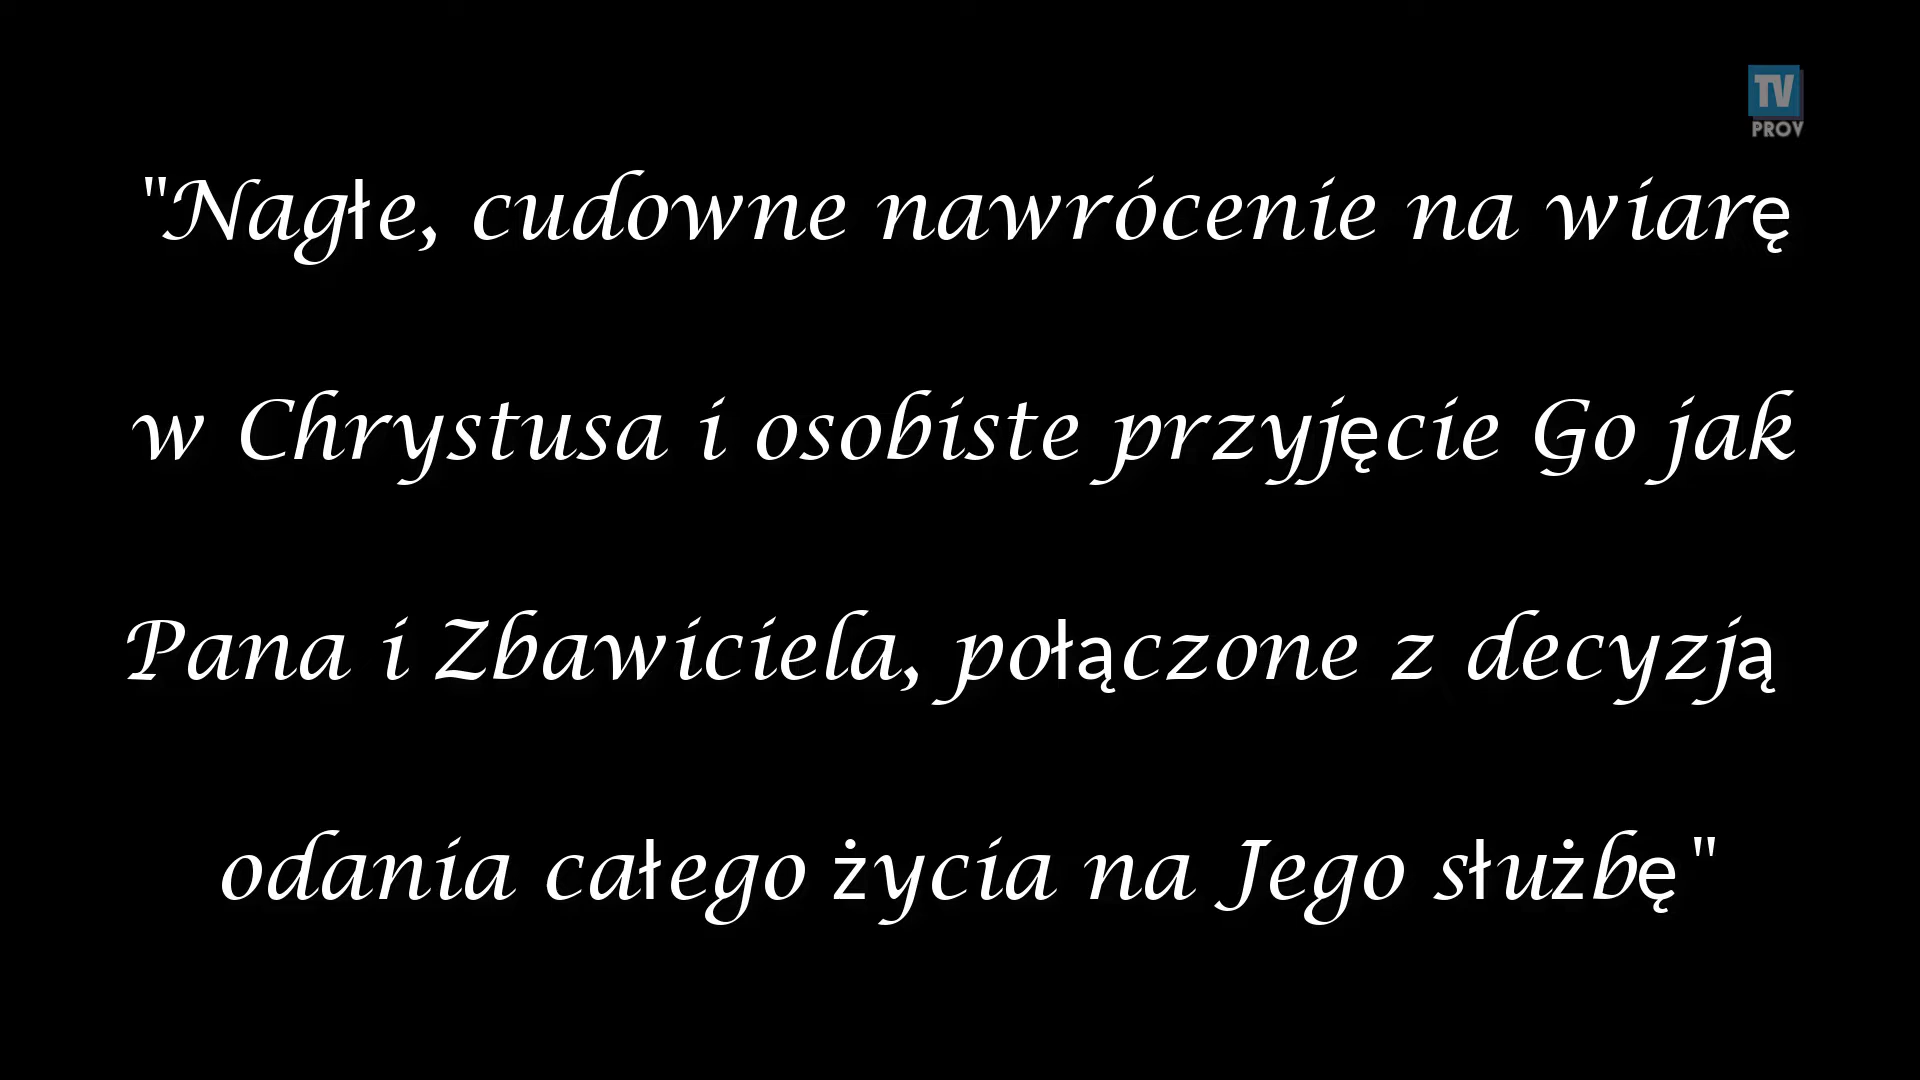 TV
PROV
"Nagłe, cudowne nawrócenie na wiarę
w Chrystusa i osobiste przyjęcie Go jak
Pana i Zbawiciela, połączone z decyzją
odania całego życia na Jego służbę"